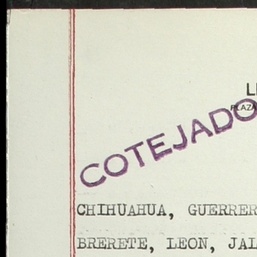 COTEJADO
CHIHUAHUA, GUERRER
BRERETE, LEON, JAL